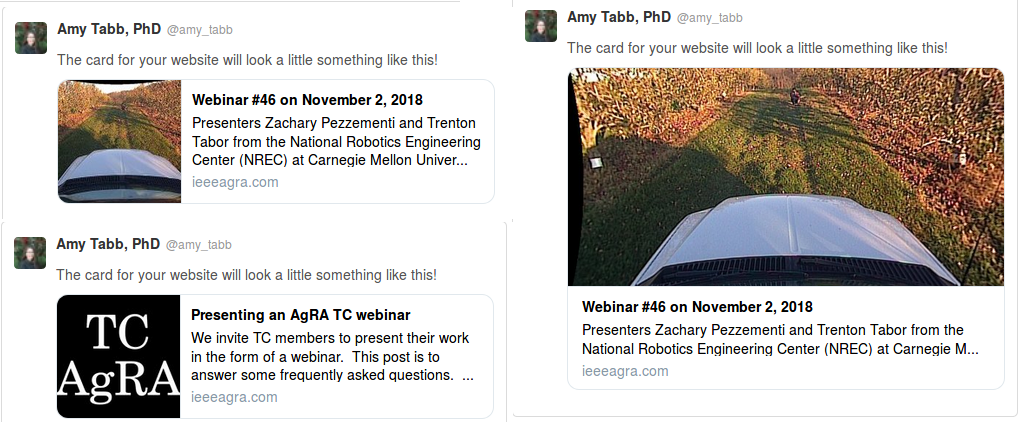 Amy Tabb, PhD @amy_tabb
The card for your website will look a little something like this!
Webinar #46 on November 2, 2018
Presenters Zachary Pezzementi and Trenton
Tabor from the National Robotics Engineering
Center (NREC) at Carnegie Mellon Univer...
ieeeagra.com
Amy Tabb, PhD @amy_tabb
The card for your website will look a little something like this!
TC
AgRA
Presenting an AgRA TC webinar
We invite TC members to present their work
in the form of a webinar. This post is to
answer some frequently asked questions. ...
ieeeagra.com
Amy Tabb, PhD @amy_tabb
The card for your website will look a little something like this!
Webinar #46 on November 2, 2018
Presenters Zachary Pezzementi and Trenton Tabor from the
National Robotics Engineering Center (NREC) at Carnegie M...
ieeeagra.com